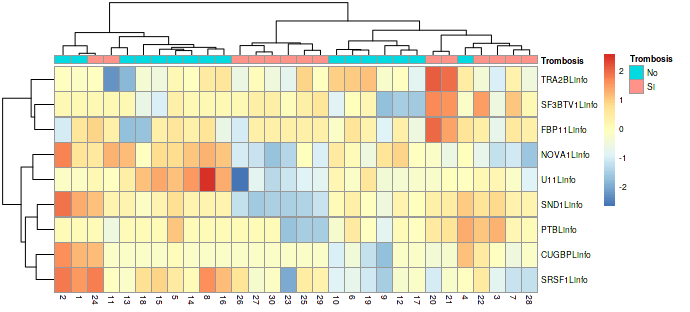 Trombosis
Trombosis
No
SI
2
1
0
-1
-2
TRA2BLinfo
SF3BTV1Linfo
FBP11Linfo
NOVA1Linfo
U11Linfo
SND1Linfo
PTBLinfo
CUGBPLinfo
SRSF1Linfo
2 1 24 11 13 18 15 5 14 8 16 26 27 30 23 25 29 10 6 19 9 12 17 20 21 4 22 3 7 28